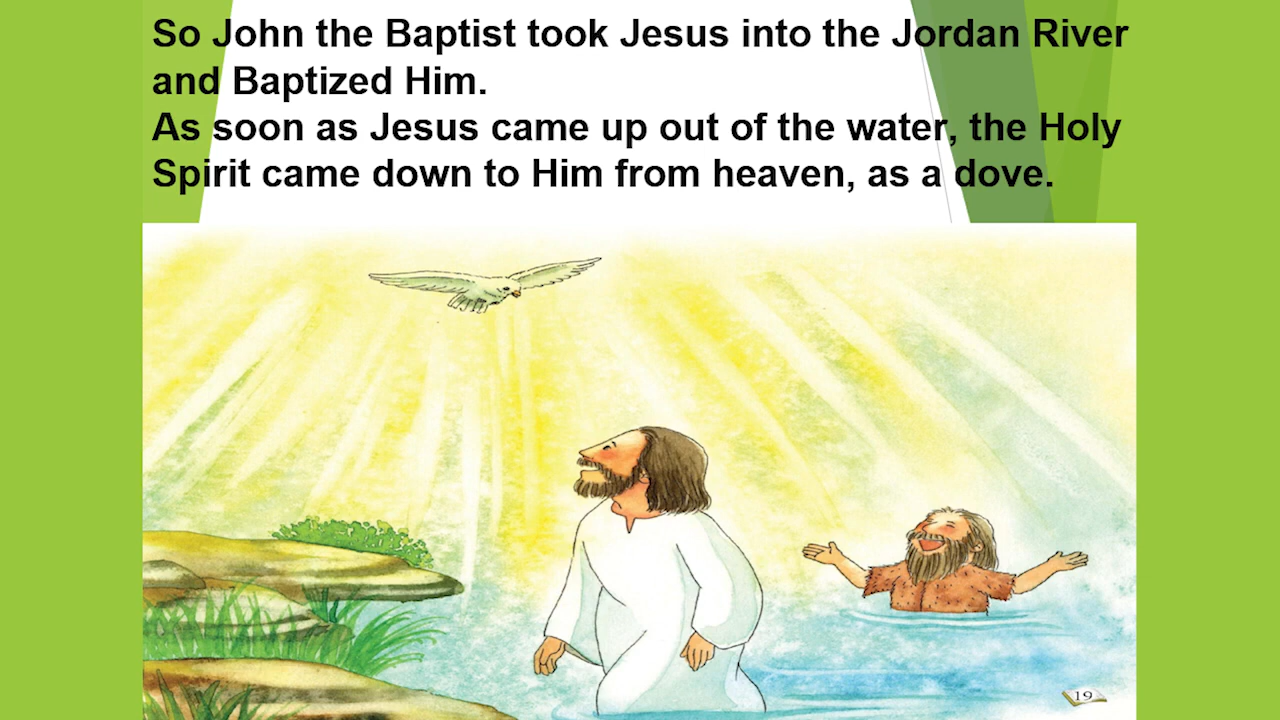 So John the Baptist took Jesus into the Jordan River
and Baptized Him.
As soon as Jesus came up out of the water, the Holy
Spirit came down to Him from heaven, as a dove.
19